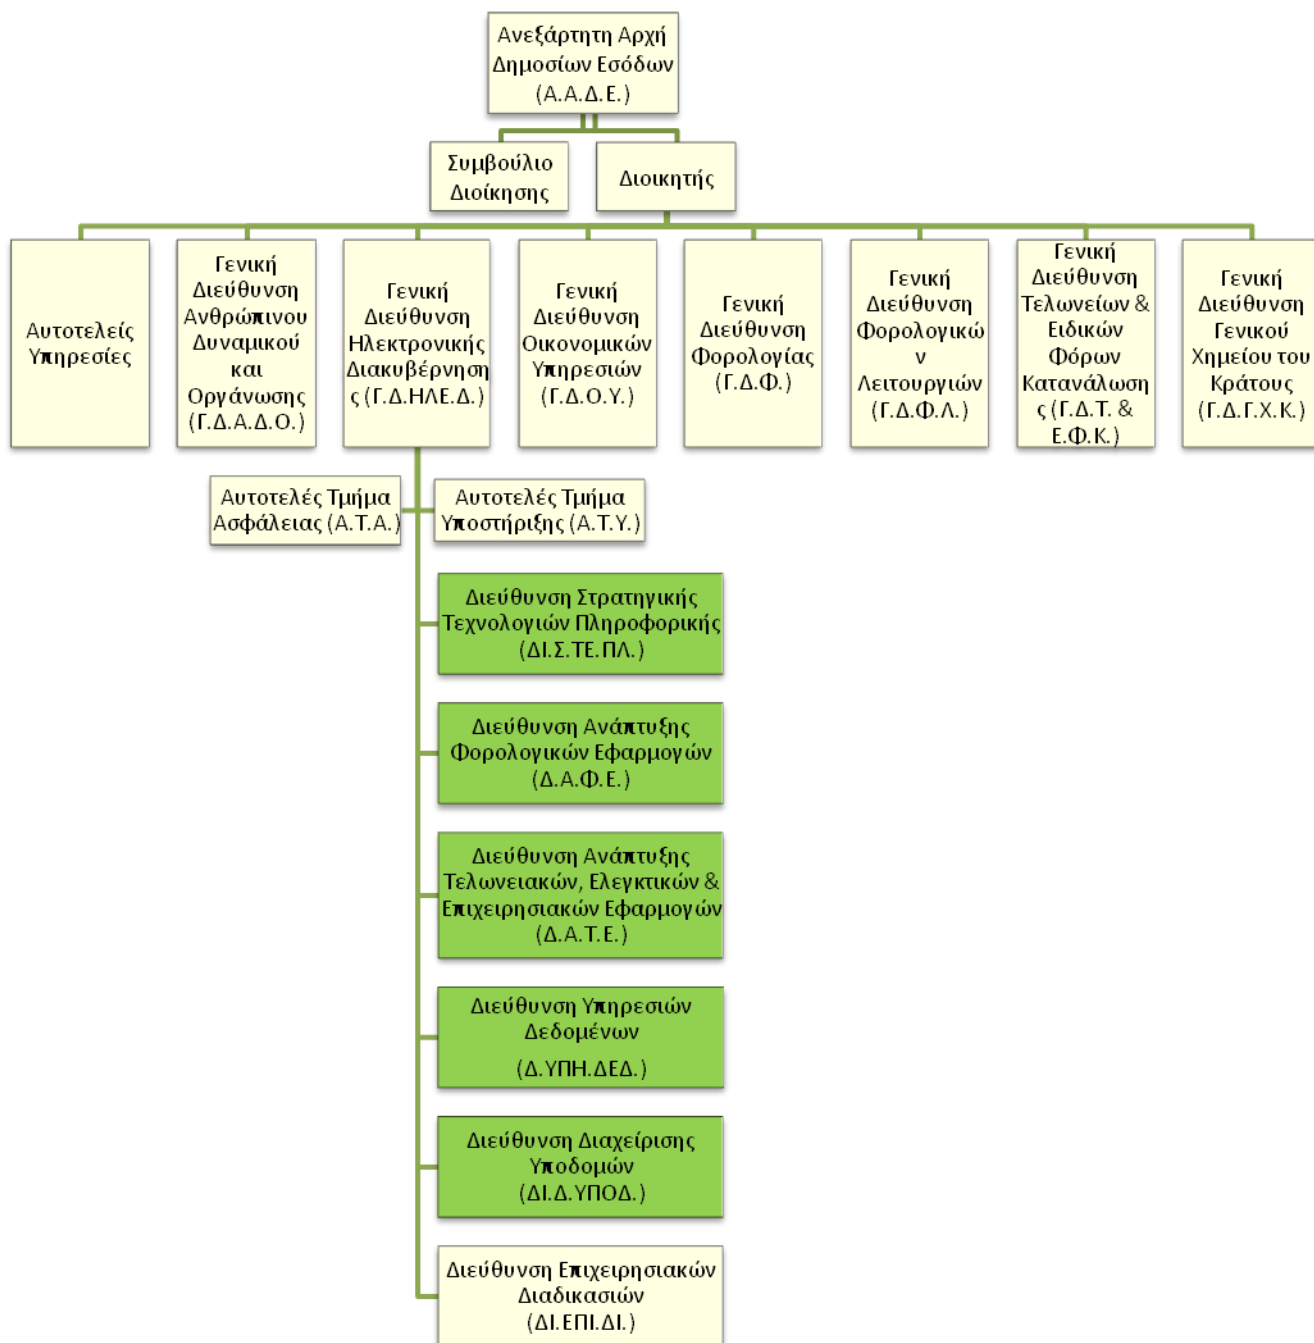 Ανεξάρτητη Αρχή
Δημοσίων Εσόδων
(Α.Α.Δ.Ε.)
Συμβούλιο
Διοίκησης
Διοικητής
Αυτοτελείς
Υπηρεσίες
Γενική
Διεύθυνση
Ανθρώπινου
Δυναμικού
και
Οργάνωσης
(Γ.Δ.Α.Δ.Ο.)
Γενική
Διεύθυνση
Ηλεκτρονικής
Διακυβέρνηση
ς (Γ.Δ.ΗΛΕ.Δ.)
Γενική
Διεύθυνση
Οικονομικών
Υπηρεσιών
(Γ.Δ.Ο.Υ.)
Γενική
Διεύθυνση
Φορολογίας
(Γ.Δ.Φ.)
Γενική
Διεύθυνση
Φορολογικώ
ν
Λειτουργιών
(Γ.Δ.Φ.Λ.)
Γενική
Διεύθυνση
Τελωνείων &
Ειδικών
Φόρων
Κατανάλωση
ς (Γ.Δ.Τ. &
Ε.Φ.Κ.)
Γενική
Διεύθυνση
Γενικού
Χημείου του
Κράτους
(Γ.Δ.Γ.Χ.Κ.)
Αυτοτελές Τμήμα
Ασφάλειας (Α.Τ.Α.)
Αυτοτελές Τμήμα
Υποστήριξης (Α.Τ.Υ.)
Διεύθυνση Στρατηγικής
Τεχνολογιών Πληροφορικής
(ΔΙ.Σ.ΤΕ.ΠΛ.)
Διεύθυνση Ανάπτυξης
Φορολογικών Εφαρμογών
(Δ.Α.Φ.Ε.)
Διεύθυνση Ανάπτυξης
Τελωνειακών, Ελεγκτικών &
Επιχειρησιακών Εφαρμογών
(Δ.Α.Τ.Ε.)
Διεύθυνση Υπηρεσιών
Δεδομένων
(Δ.ΥΠΗ.ΔΕΔ.)
Διεύθυνση Διαχείρισης
Υποδομών
(ΔΙ.Δ.ΥΠΟΔ.)
Διεύθυνση Επιχειρησιακών
Διαδικασιών
(ΔΙ.ΕΠΙ.ΔΙ.)